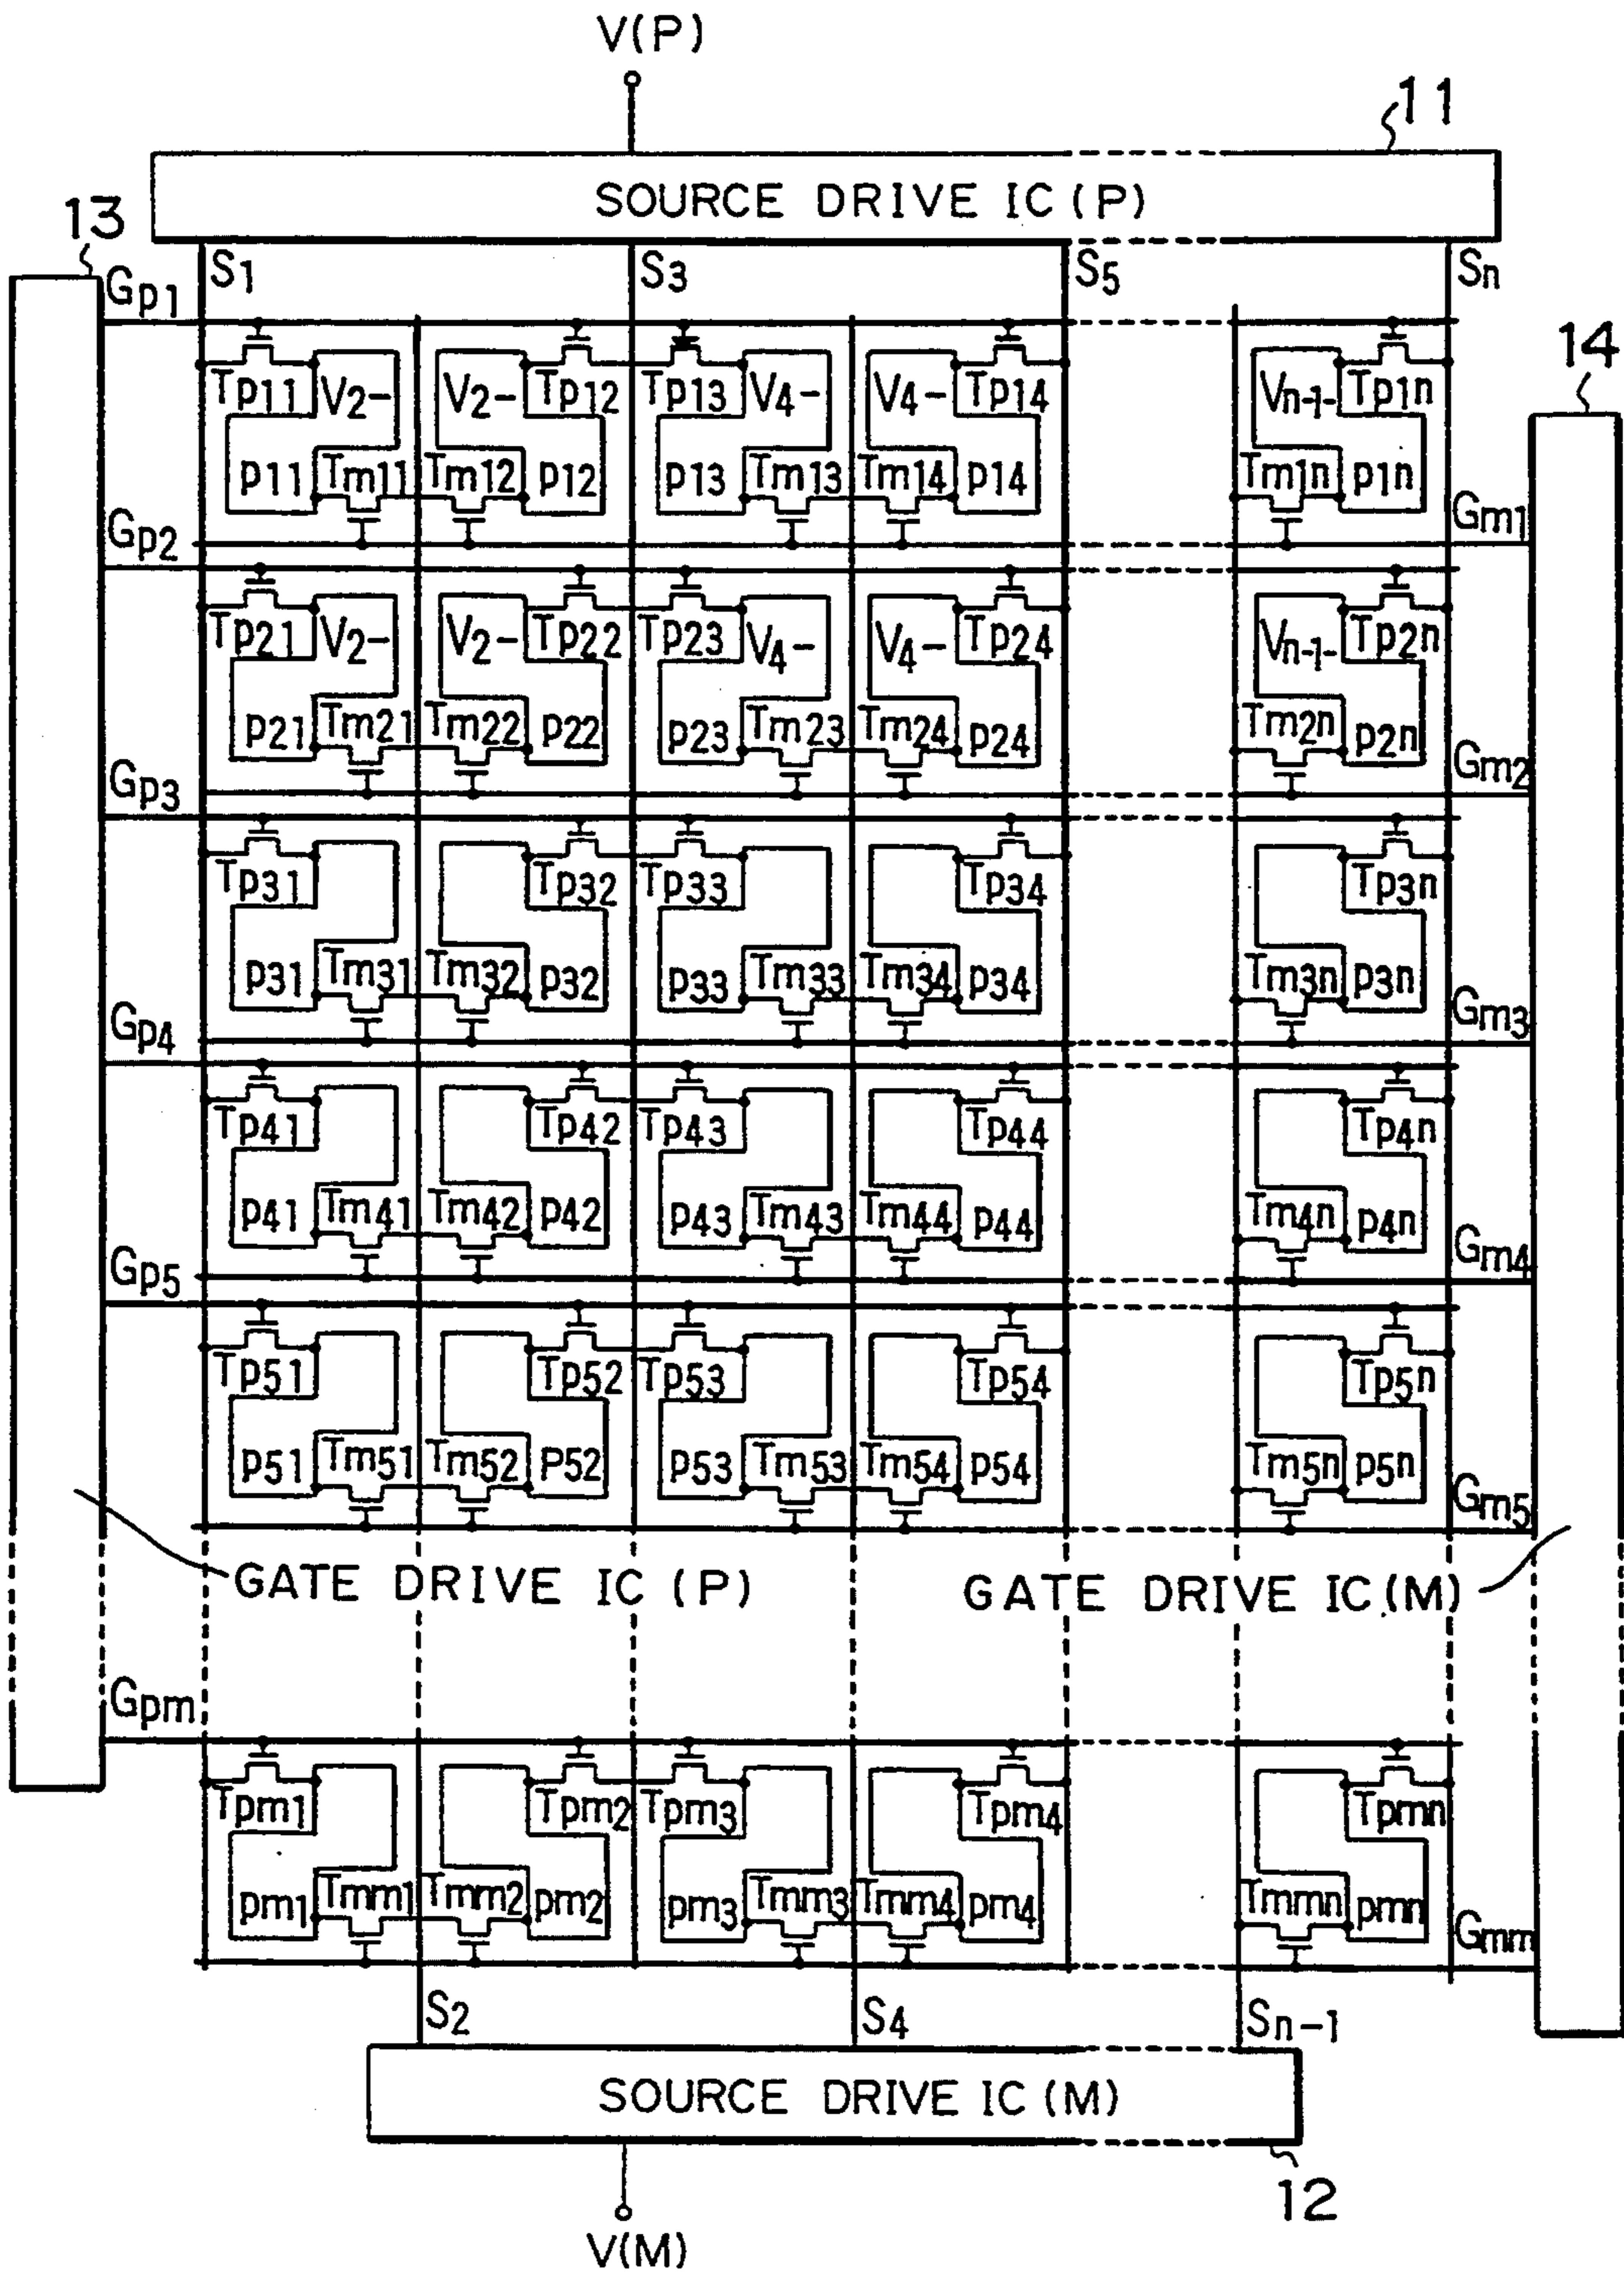 V(P)
11
SOURCE DRIVE IC (P)
13
S1 S3 S5 Sn
Gp1
14
Tp11 V2- V2- Tp12 Tp13 V4- V4- Tp14 Vn-1- Tp1n
p11 Tm11 Tm12 p12 p13 Tm13 Tm14 p14 Tm1n p1n
Gm1
Gp2
Tp21 V2- V2- Tp22 Tp23 V4- V4- Tp24 Vn-1- Tp2n
p21 Tm21 Tm22 p22 p23 Tm23 Tm24 p24 Tm2n p2n
Gm2
Gp3
Tp31 Tp32 Tp33 Tp34 Tp3n
p31 Tm31 Tm32 p32 p33 Tm33 Tm34 p34 Tm3n p3n
Gm3
Gp4
Tp41 Tp42 Tp43 Tp44 Tp4n
p41 Tm41 Tm42 p42 p43 Tm43 Tm44 p44 Tm4n p4n
Gm4
Gp5
Tp51 Tp52 Tp53 Tp54 Tp5n
p51 Tm51 Tm52 P52 p53 Tm53 Tm54 p54 Tm5n p5n
Gm5
GATE DRIVE IC (P) GATE DRIVE IC (M)
Gpm
Tpm1 Tpm2 Tpm3 Tpm4 Tpmn
pm1 Tmm1 Tmm2 pm2 pm3 Tmm3 Tmm4 pm4 Tmmn pmn
Gmm
S2 S4 Sn-1
SOURCE DRIVE IC (M)
12
V(M)